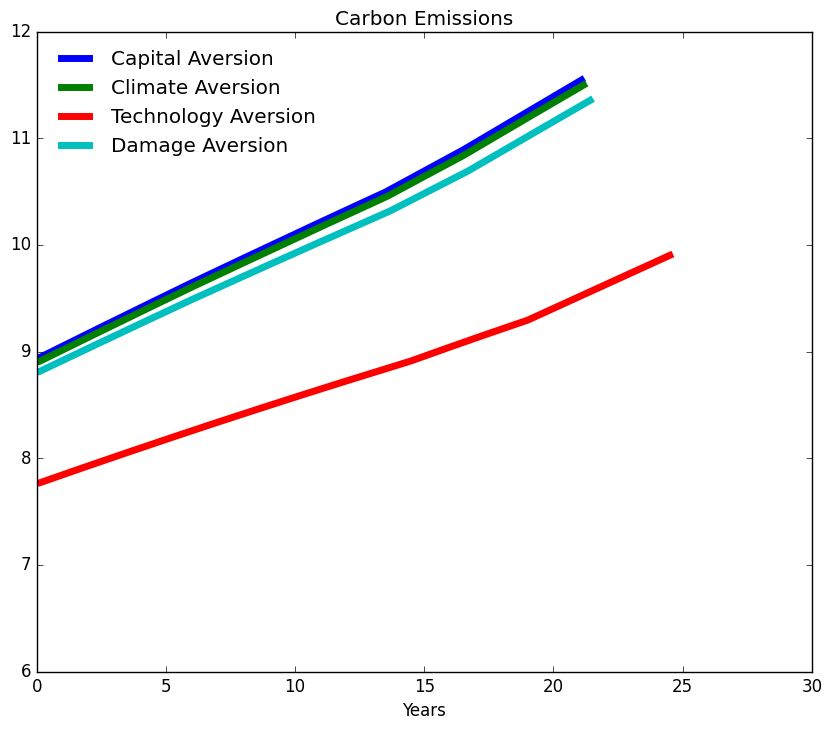 Carbon Emissions
12
11
10
9
8
7
6
Capital Aversion
Climate Aversion
Technology Aversion
Damage Aversion
0 5 10 15 20 25 30
Years